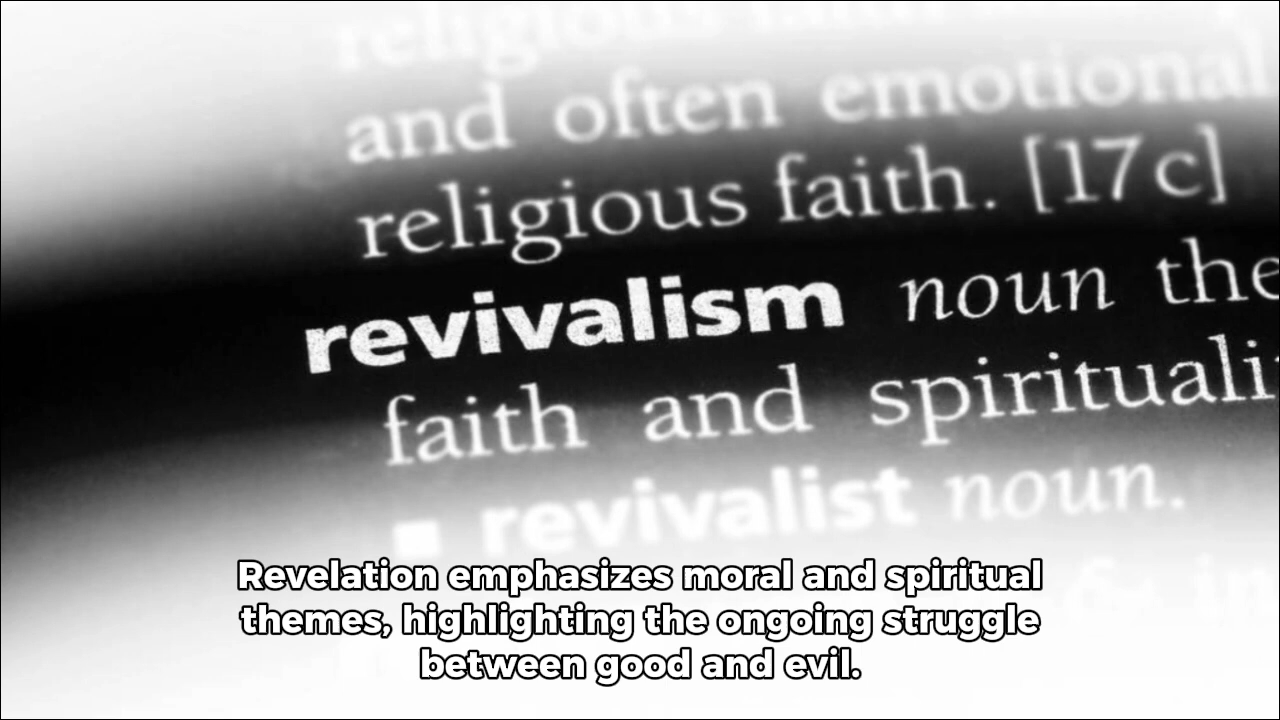 religious
and often emotional
religious faith. [17c]
revivalism noun the
faith and
▪ revivalist noun.
Revelation emphasizes moral and spiritual
themes, highlighting the ongoing struggle
between good and evil.